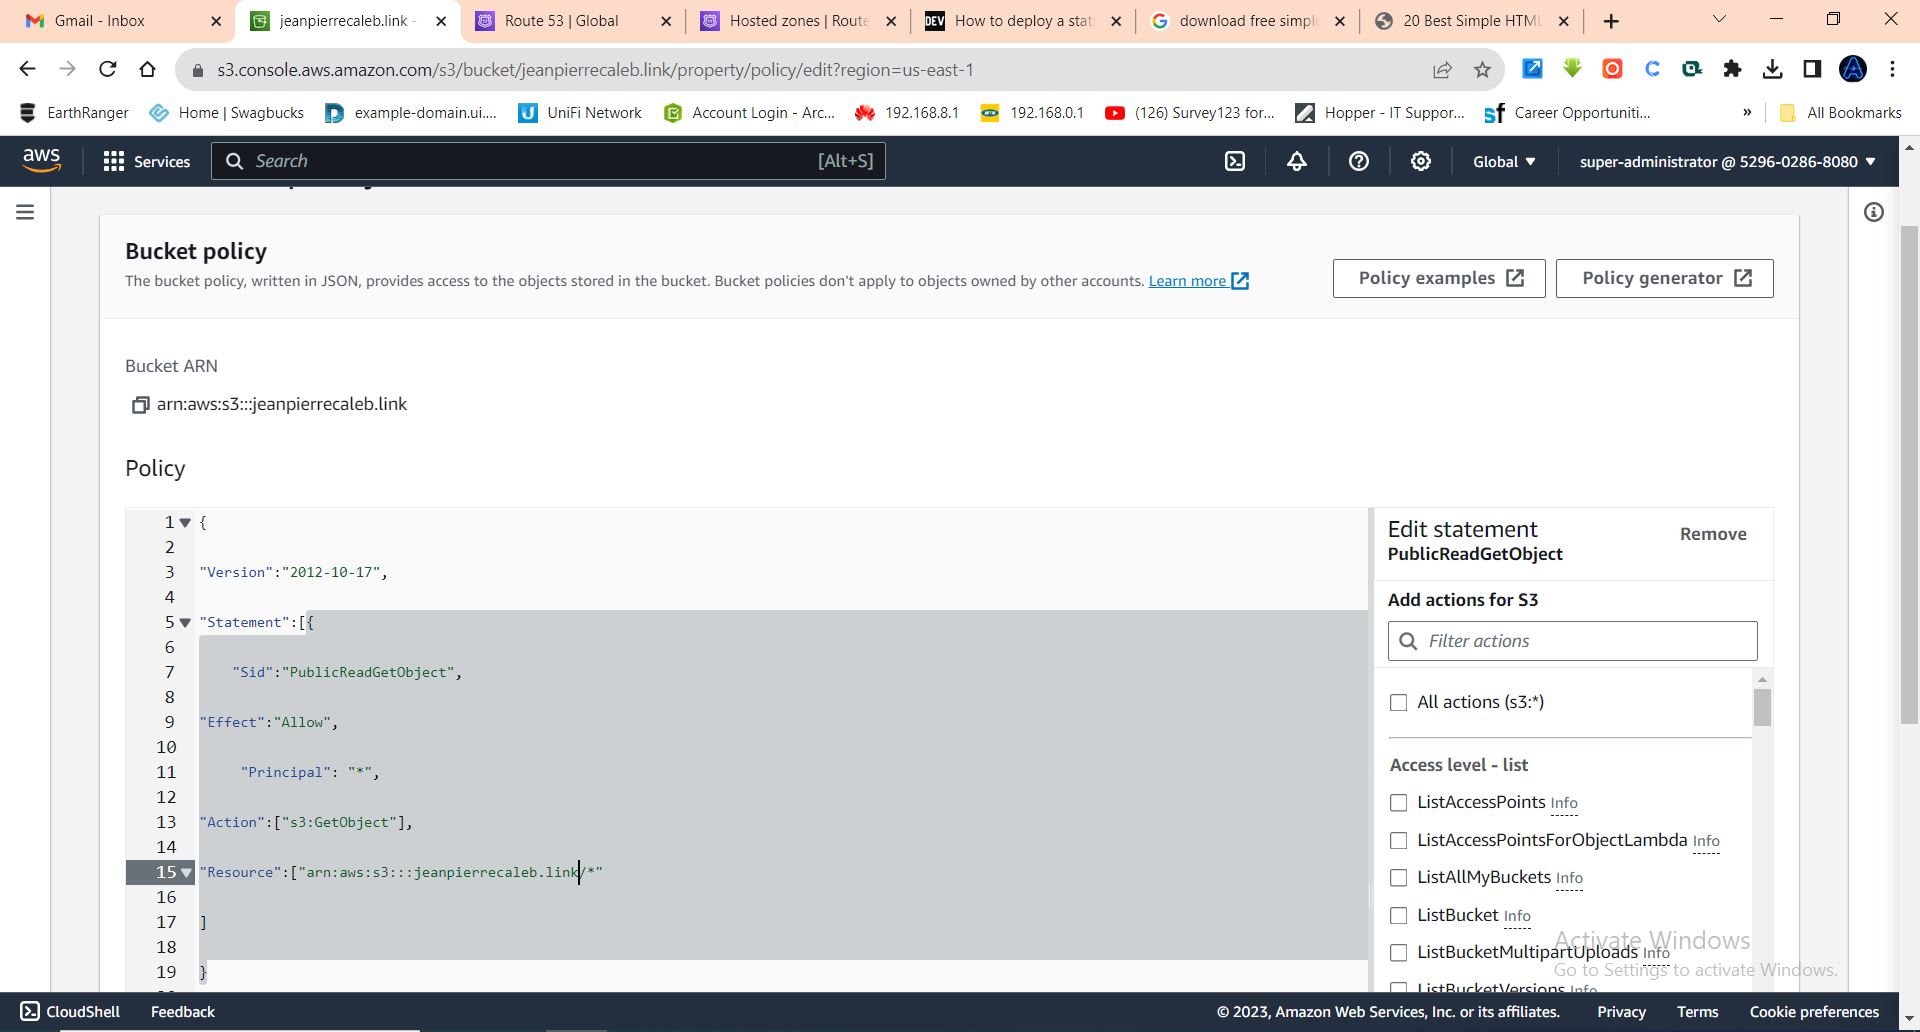 Gmail - Inbox
jeanpierrecaleb.link -
Route 53 | Global
Hosted zones | Route
DEV How to deploy a stati
download free simple
20 Best Simple HTML
s3.console.aws.amazon.com/s3/bucket/jeanpierrecaleb.link/property/policy/edit?region=us-east-1
EarthRanger
Home | Swagbucks
example-domain.ui....
UniFi Network
Account Login - Arc...
192.168.8.1
192.168.0.1
(126) Survey123 for...
Hopper - IT Suppor...
Career Opportuniti...
»
All Bookmarks
aws
Services
Search
[Alt+S]
Global ▼
super-administrator @ 5296-0286-8080 ▼
Bucket policy
The bucket policy, written in JSON, provides access to the objects stored in the bucket. Bucket policies don't apply to objects owned by other accounts. Learn more
Policy examples
Policy generator
Bucket ARN
arn:aws:s3:::jeanpierrecaleb.link
Policy
1 {
2
3 "Version":"2012-10-17",
4
5 "Statement":[{
6
7 "Sid":"PublicReadGetObject",
8
9 "Effect":"Allow",
10
11 "Principal": "*",
12
13 "Action":["s3:GetObject"],
14
15 "Resource":["arn:aws:s3:::jeanpierrecaleb.link/*"
16
17 ]
18
19 }
Edit statement
Remove
PublicReadGetObject
Add actions for S3
Filter actions
All actions (s3:*)
Access level - list
ListAccessPoints Info
ListAccessPointsForObjectLambda Info
ListAllMyBuckets Info
ListBucket Info
ListBucketMultipartUploads Info
ListBucketVersions Info
Activate Windows
Go to Settings to activate Windows.
CloudShell
Feedback
© 2023, Amazon Web Services, Inc. or its affiliates.
Privacy
Terms
Cookie preferences